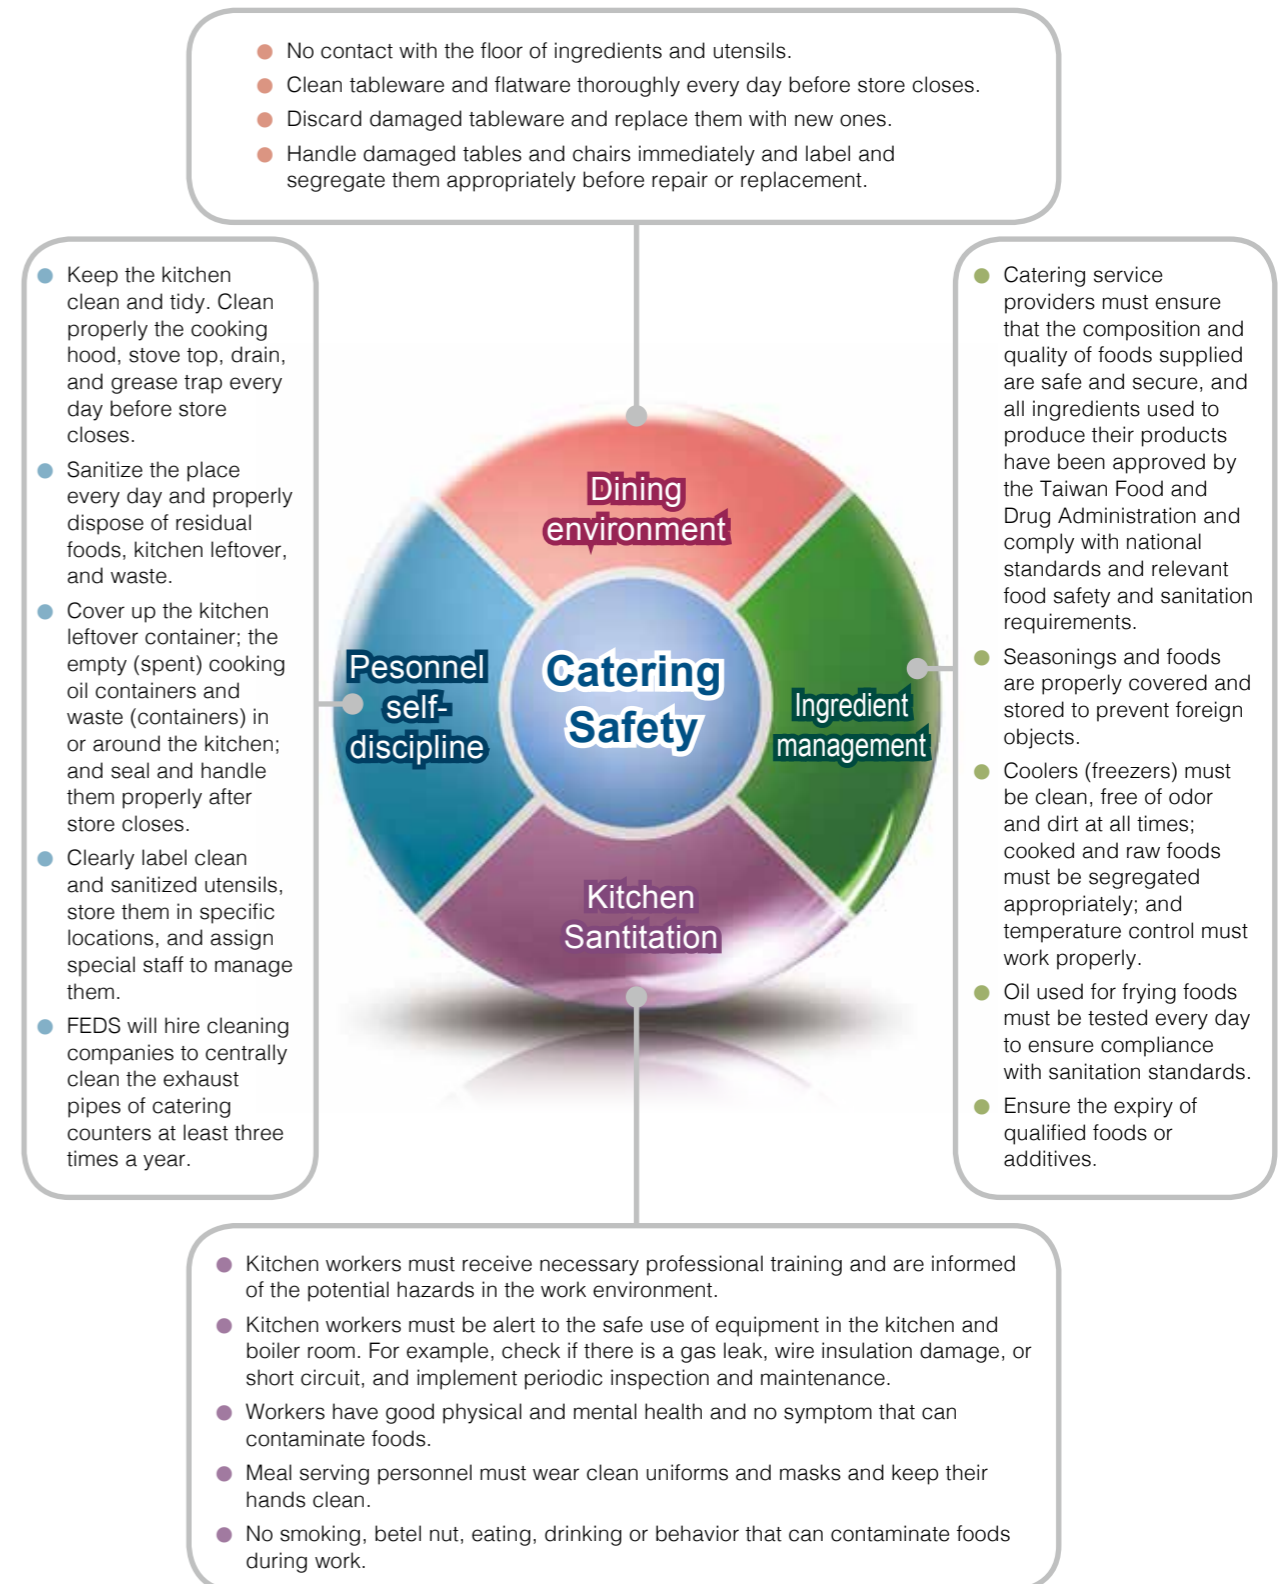 No contact with the floor of ingredients and utensils.
Clean tableware and flatware thoroughly every day before store closes.
Discard damaged tableware and replace them with new ones.
Handle damaged tables and chairs immediately and label and
segregate them appropriately before repair or replacement.
Keep the kitchen
clean and tidy. Clean
properly the cooking
hood, stove top, drain,
and grease trap every
day before store
closes.
Sanitize the place
every day and properly
dispose of residual
foods, kitchen leftover,
and waste.
Cover up the kitchen
leftover container; the
empty (spent) cooking
oil containers and
waste (containers) in
or around the kitchen;
and seal and handle
them properly after
store closes.
Clearly label clean
and sanitized utensils,
store them in specific
locations, and assign
special staff to manage
them.
FEDS will hire cleaning
companies to centrally
clean the exhaust
pipes of catering
counters at least three
times a year.
Dining
environment
Pesonnel
self-
discipline
Catering
Safety
Ingredient
management
Kitchen
Santitation
Catering service
providers must ensure
that the composition and
quality of foods supplied
are safe and secure, and
all ingredients used to
produce their products
have been approved by
the Taiwan Food and
Drug Administration and
comply with national
standards and relevant
food safety and sanitation
requirements.
Seasonings and foods
are properly covered and
stored to prevent foreign
objects.
Coolers (freezers) must
be clean, free of odor
and dirt at all times;
cooked and raw foods
must be segregated
appropriately; and
temperature control must
work properly.
Oil used for frying foods
must be tested every day
to ensure compliance
with sanitation standards.
Ensure the expiry of
qualified foods or
additives.
Kitchen workers must receive necessary professional training and are informed
of the potential hazards in the work environment.
Kitchen workers must be alert to the safe use of equipment in the kitchen and
boiler room. For example, check if there is a gas leak, wire insulation damage, or
short circuit, and implement periodic inspection and maintenance.
Workers have good physical and mental health and no symptom that can
contaminate foods.
Meal serving personnel must wear clean uniforms and masks and keep their
hands clean.
No smoking, betel nut, eating, drinking or behavior that can contaminate foods
during work.